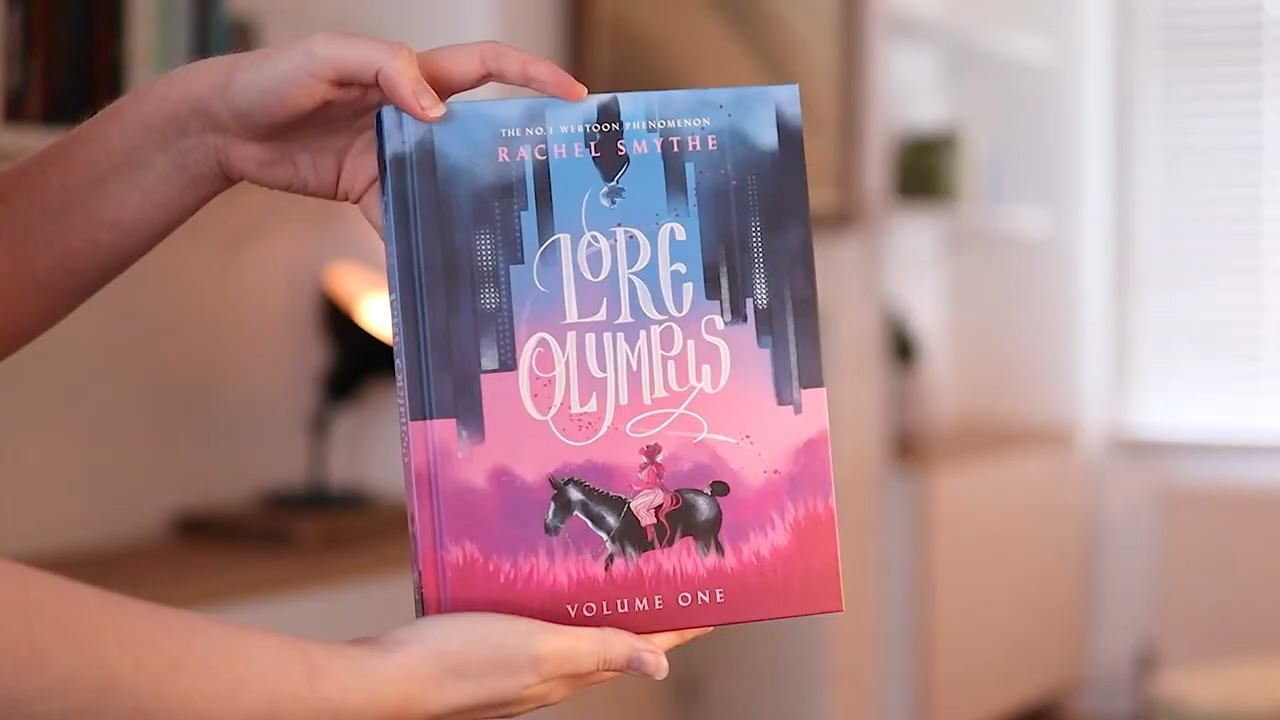 THE NO.1 WEBTOON PHENOMENON
RACHEL SMYTHE
LORE
OLYMPUS
VOLUME ONE